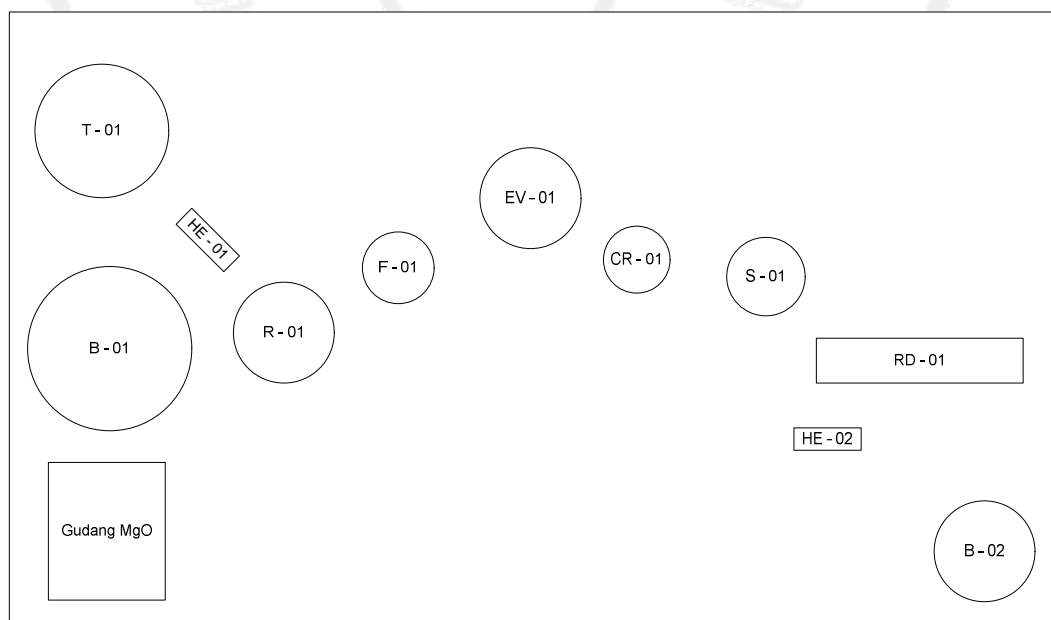 T - 01
EV - 01
HE - 01
F - 01
CR - 01
S - 01
R - 01
B - 01
RD - 01
HE - 02
Gudang MgO
B - 02